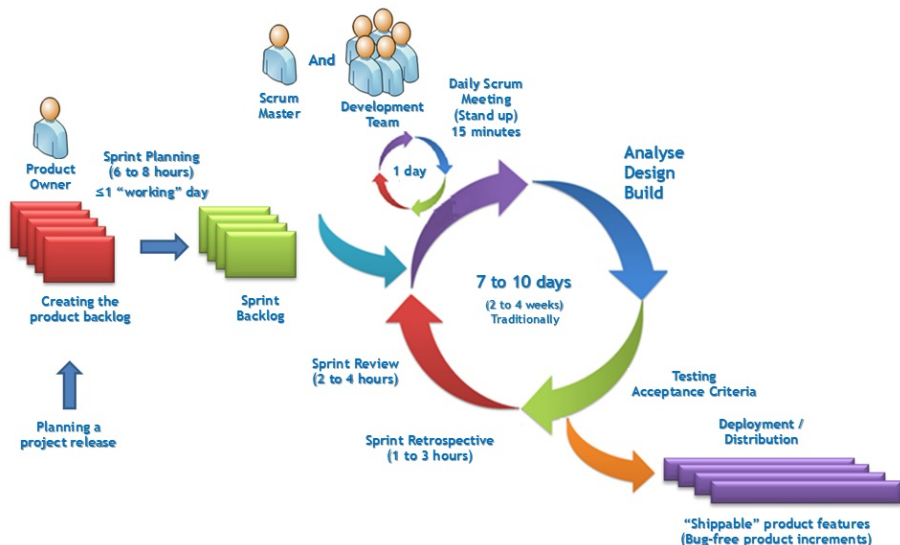 And
Scrum
Master
Development
Team
Daily Scrum
Meeting
(Stand up)
15 minutes
Product
Owner
Sprint Planning
(6 to 8 hours)
≤1 “working” day
1 day
Analyse
Design
Build
Creating the
product backlog
Sprint
Backlog
7 to 10 days
(2 to 4 weeks)
Traditionally
Planning a
project release
Sprint Review
(2 to 4 hours)
Sprint Retrospective
(1 to 3 hours)
Testing
Acceptance Criteria
Deployment /
Distribution
“Shippable” product features
(Bug-free product increments)